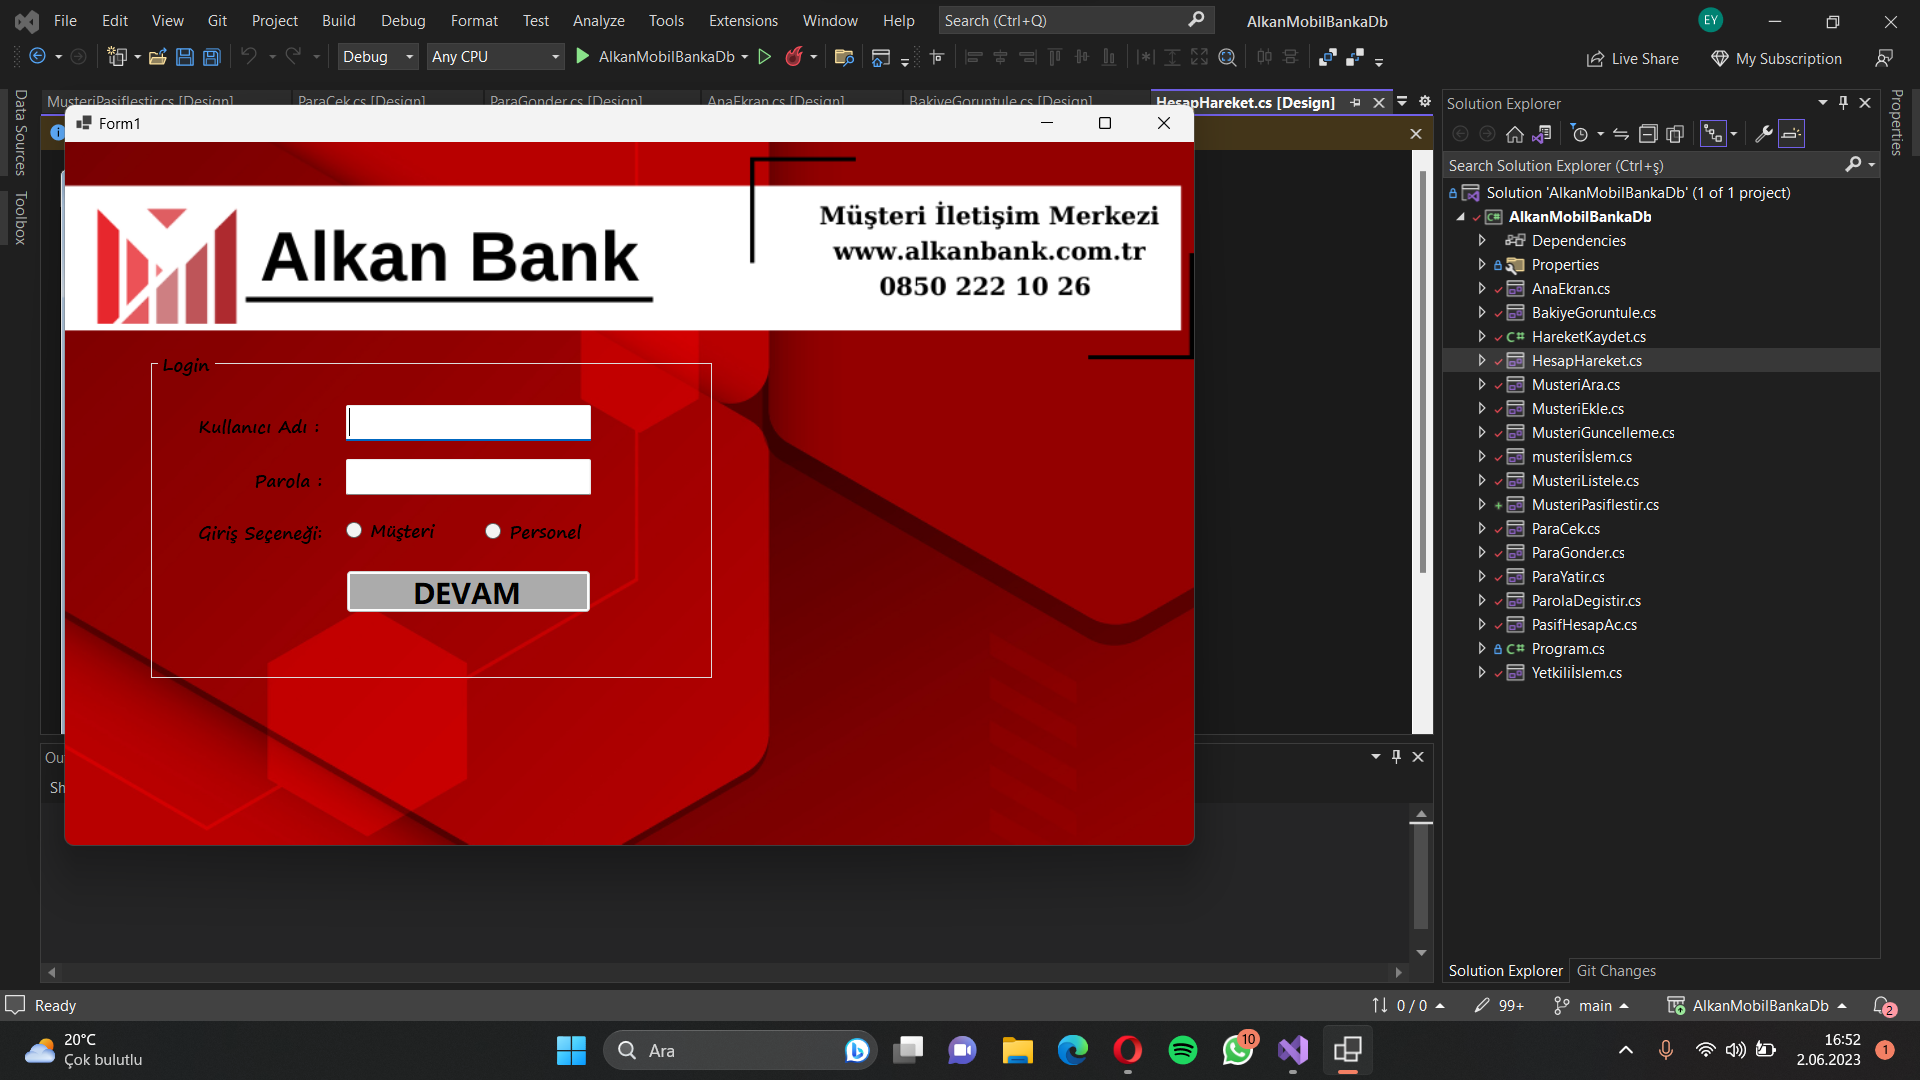 File Edit View Git Project Build Debug Format Test Analyze Tools Extensions Window Help Search (Ctrl+Q) AlkanMobilBankaDb EY
Debug Any CPU AlkanMobilBankaDb Live Share My Subscription
MusteriPasiflestir.cs [Design] ParaCek.cs [Design] ParaGonder.cs [Design] AnaEkran.cs [Design] BakiyeGoruntule.cs [Design] HesapHareket.cs [Design]
Data Sources
Toolbox
Form1
Alkan Bank
Müşteri İletişim Merkezi
www.alkanbank.com.tr
0850 222 10 26
Login
Kullanıcı Adı :
Parola :
Giriş Seçeneği: Müşteri Personel
DEVAM
Ou
Sh
Solution Explorer
Search Solution Explorer (Ctrl+ş)
Solution 'AlkanMobilBankaDb' (1 of 1 project)
AlkanMobilBankaDb
Dependencies
Properties
AnaEkran.cs
BakiyeGoruntule.cs
C# HareketKaydet.cs
HesapHareket.cs
MusteriAra.cs
MusteriEkle.cs
MusteriGuncelleme.cs
musteriİslem.cs
MusteriListele.cs
MusteriPasiflestir.cs
ParaCek.cs
ParaGonder.cs
ParaYatir.cs
ParolaDegistir.cs
PasifHesapAc.cs
C# Program.cs
Yetkiliİslem.cs
Solution Explorer Git Changes
Properties
Ready 0 / 0 99+ main AlkanMobilBankaDb 2
20°C
Çok bulutlu
Ara
10
16:52
2.06.2023
1